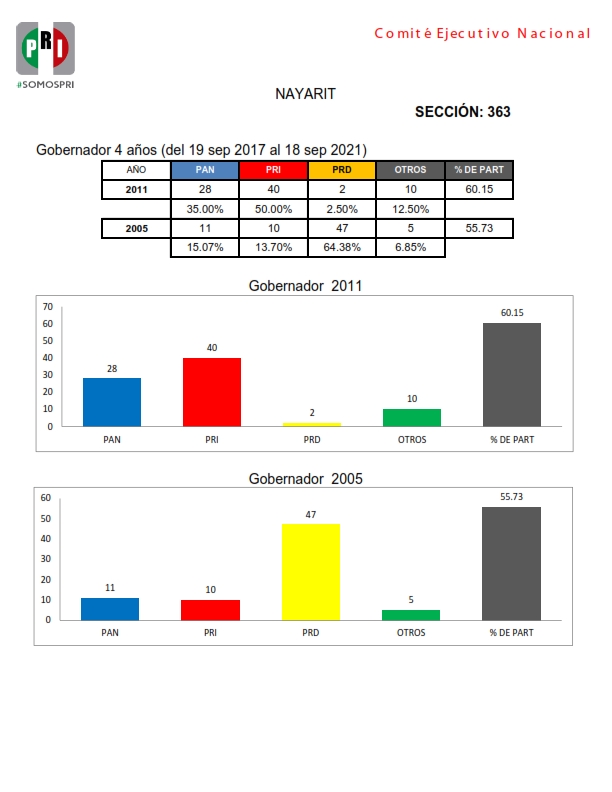 Comité Ejecutivo Nacional
PRI
#SOMOSPRI
NAYARIT
SECCIÓN: 363
Gobernador 4 años (del 19 sep 2017 al 18 sep 2021)
AÑO PAN PRI PRD OTROS % DE PART
2011 28 40 2 10 60.15
35.00% 50.00% 2.50% 12.50%
2005 11 10 47 5 55.73
15.07% 13.70% 64.38% 6.85%
Gobernador 2011
70
60
50
40
30
20
10
0
28
40
2
10
60.15
PAN PRI PRD OTROS % DE PART
Gobernador 2005
60
50
40
30
20
10
0
11
10
47
5
55.73
PAN PRI PRD OTROS % DE PART